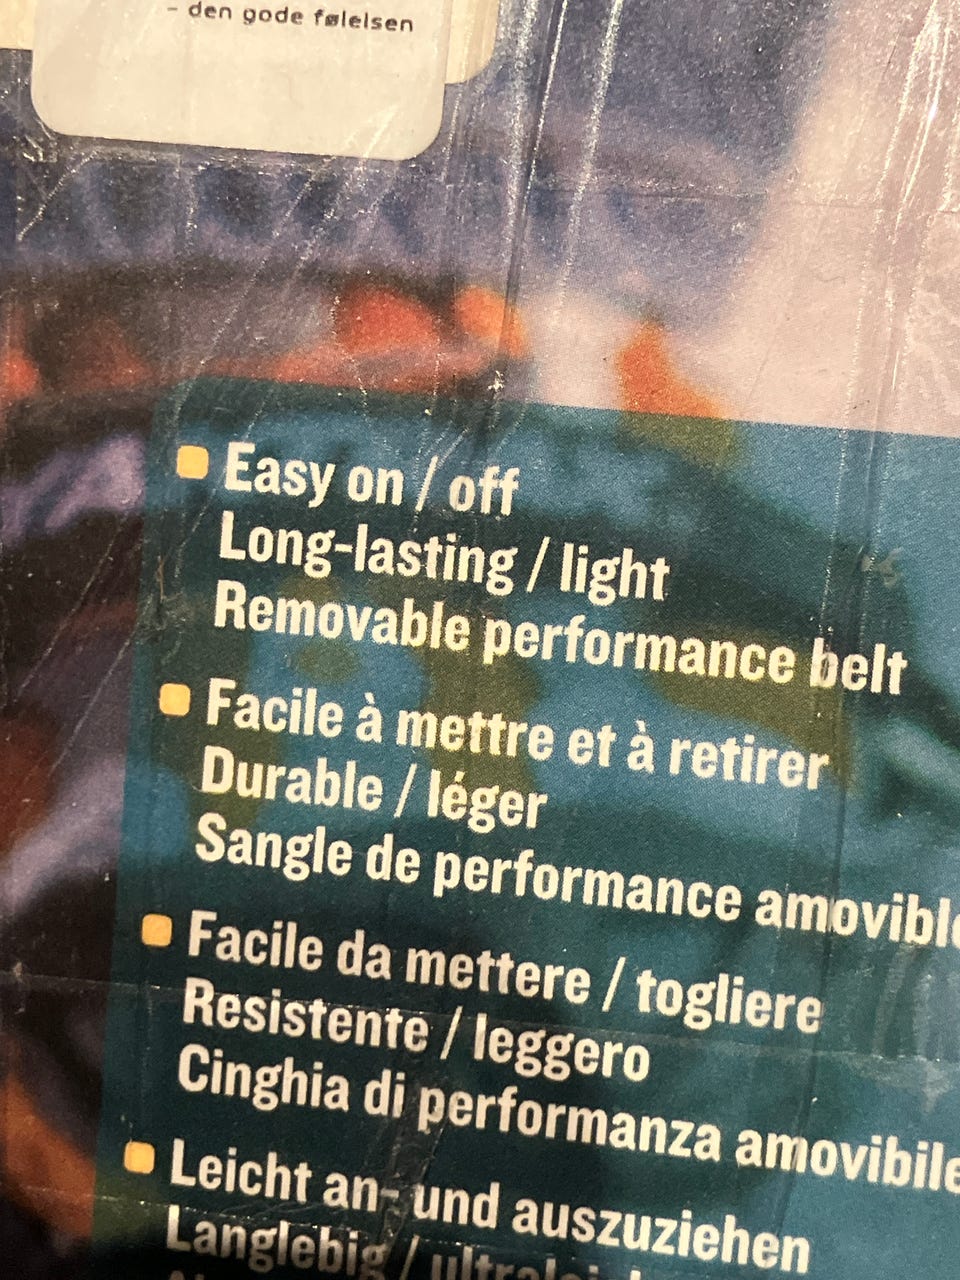 - den gode følelsen
Easy on / off
Long-lasting / light
Removable performance belt
Facile à mettre et à retirer
Durable / léger
Sangle de performance amovible
Facile da mettere / togliere
Resistente / leggero
Cinghia di performanza amovibile
Leicht an- und auszuziehen
Langlebig /